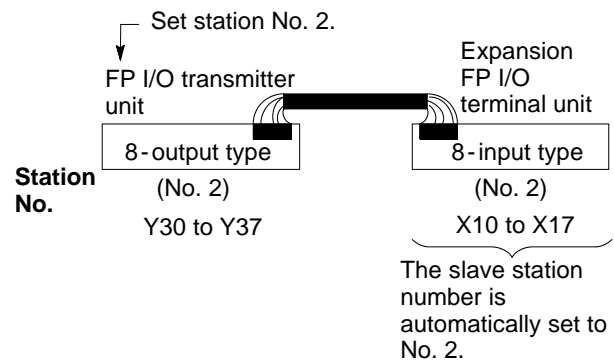 Set station No. 2.
FP I/O transmitter
unit
Expansion
FP I/O
terminal unit
8-output type
8-input type
Station
No.
(No. 2)
(No. 2)
Y30 to Y37
X10 to X17
The slave station
number is
automatically set to
No. 2.